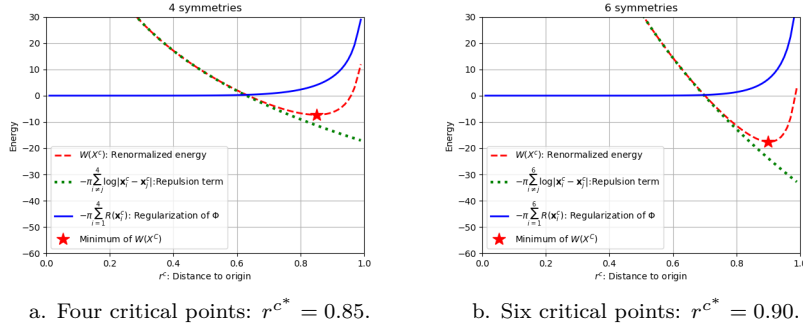 4 symmetries
30
20
10
0
−10
−20
−30
−40
−50
−60
Energy
W(X^c): Renormalized energy
−π∑_{i≠j}^{4} log|x_i^c − x_j^c|:Repulsion term
−π∑_{i=1}^{4} R(x_i^c): Regularization of Φ
Minimum of W(X^C)
0.0 0.2 0.4 0.6 0.8 1.0
r^c: Distance to origin
a. Four critical points: r^{c*} = 0.85.
6 symmetries
30
20
10
0
−10
−20
−30
−40
−50
−60
Energy
W(X^c): Renormalized energy
−π∑_{i≠j}^{6} log|x_i^c − x_j^c|:Repulsion term
−π∑_{i=1}^{6} R(x_i^c): Regularization of Φ
Minimum of W(X^C)
0.0 0.2 0.4 0.6 0.8 1.0
r^c: Distance to origin
b. Six critical points: r^{c*} = 0.90.